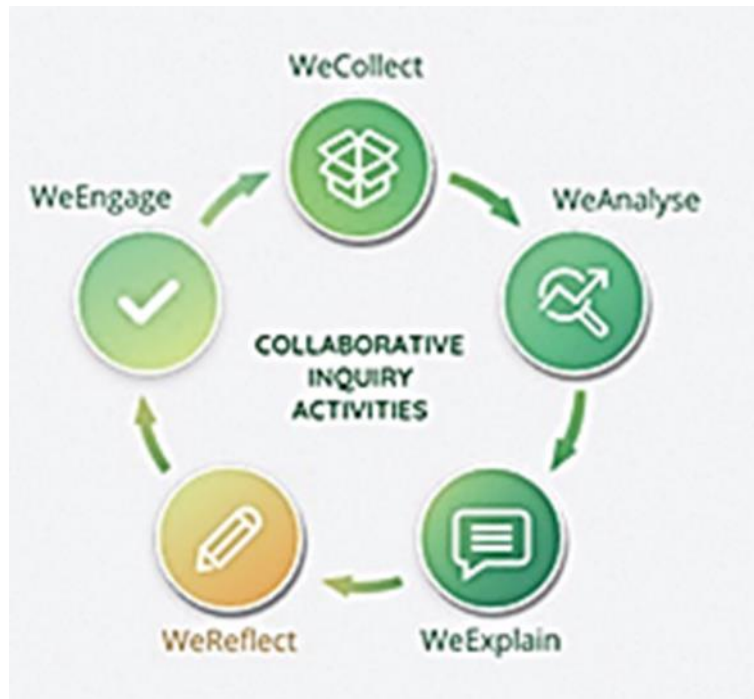 WeCollect
WeEngage
WeAnalyse
COLLABORATIVE
INQUIRY
ACTIVITIES
WeReflect
WeExplain